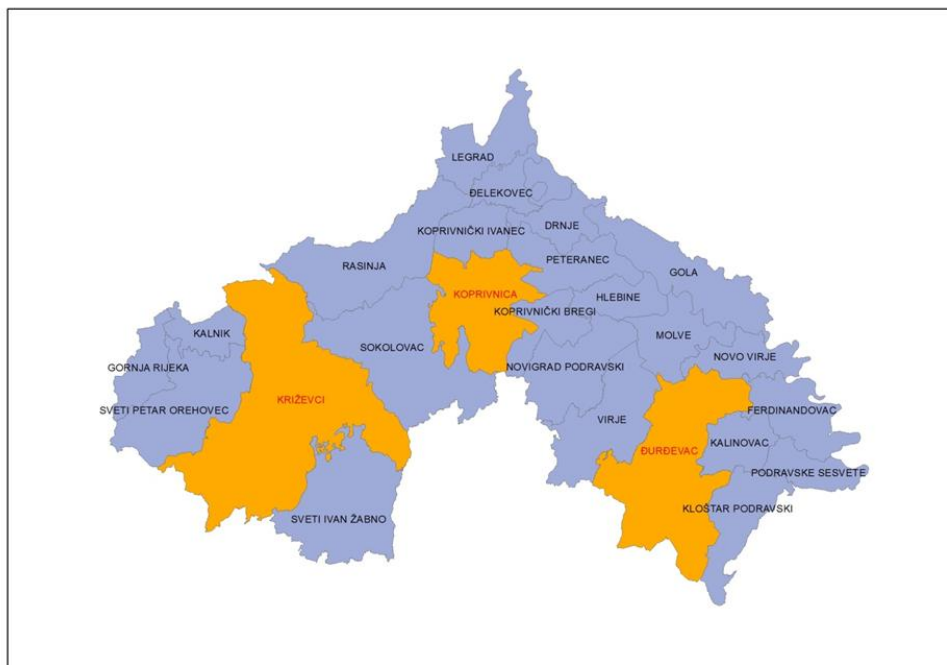 LEGRAD
ĐELEKOVEC
DRNJE
KOPRIVNIČKI IVANEC
PETERANEC
RASINJA
GOLA
KOPRIVNICA
HLEBINE
KOPRIVNIČKI BREGI
KALNIK
MOLVE
SOKOLOVAC
NOVO VIRJE
GORNJA RIJEKA
NOVIGRAD PODRAVSKI
KRIŽEVCI
SVETI PETAR OREHOVEC
FERDINANDOVAC
VIRJE
KALINOVAC
ĐURĐEVAC
PODRAVSKE SESVETE
KLOŠTAR PODRAVSKI
SVETI IVAN ŽABNO